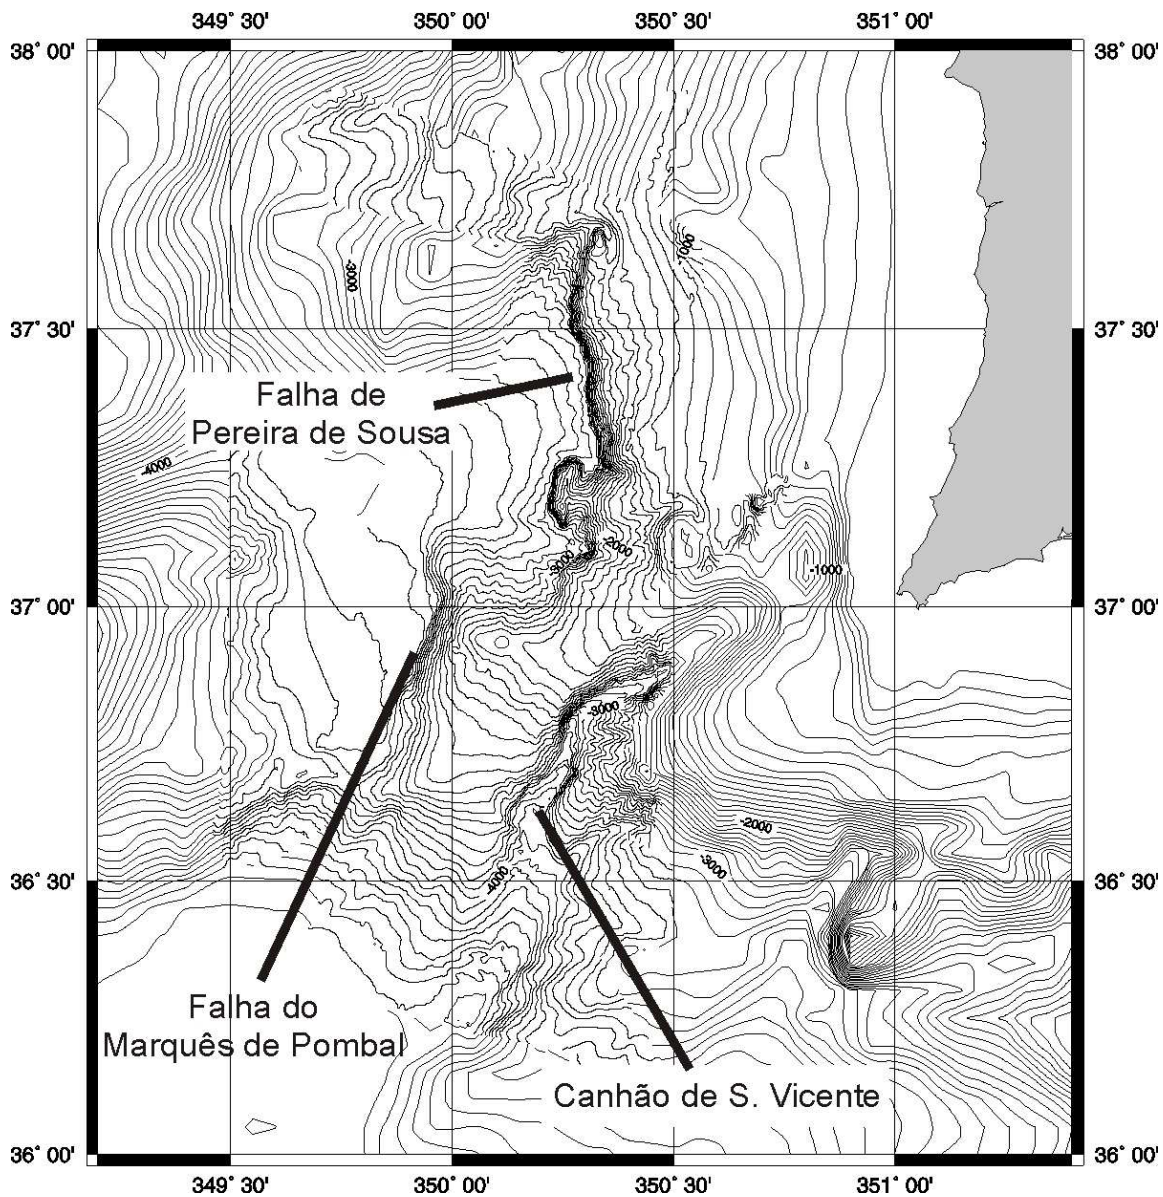 349° 30' 350° 00' 350° 30' 351° 00'
38° 00' 38° 00'
-1000
-3000
37° 30' 37° 30'
Falha de
Pereira de Sousa
-4000
-2000
-3000
-1000
37° 00' 37° 00'
-3000
-2000
-3000
-4000
36° 30' 36° 30'
Falha do
Marquês de Pombal
Canhão de S. Vicente
36° 00' 36° 00'
349° 30' 350° 00' 350° 30' 351° 00'